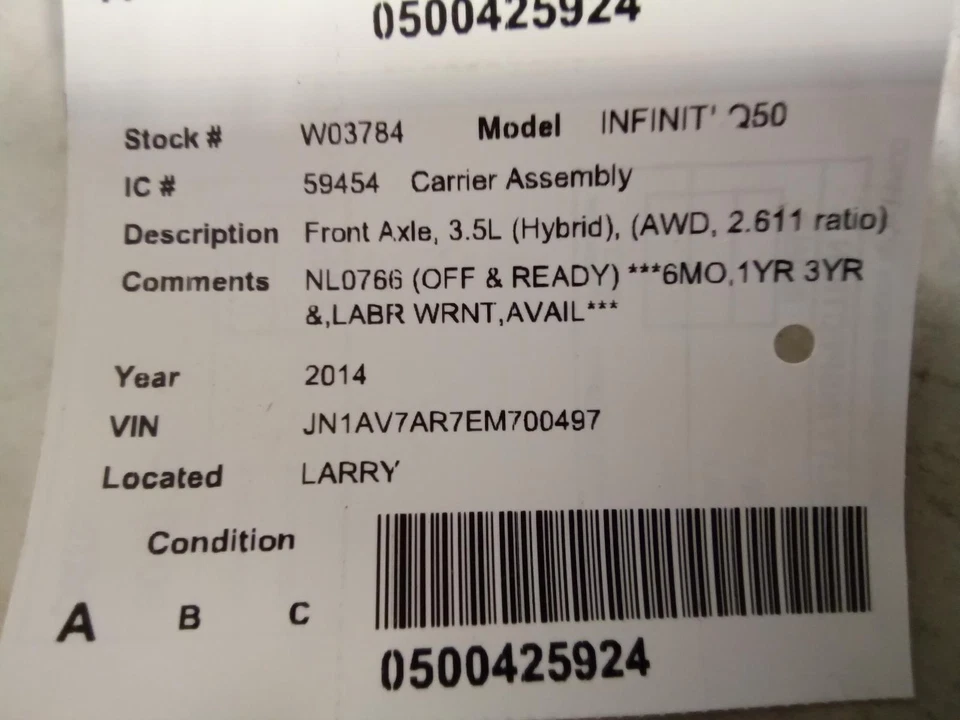 0500425924
Stock # W03784 Model INFINIT' Q50
IC # 59454 Carrier Assembly
Description Front Axle, 3.5L (Hybrid), (AWD, 2.611 ratio)
Comments NL0766 (OFF & READY) ***6MO,1YR 3YR
&,LABR WRNT,AVAIL***
Year 2014
VIN JN1AV7AR7EM700497
Located LARRY
Condition
A B C
0500425924